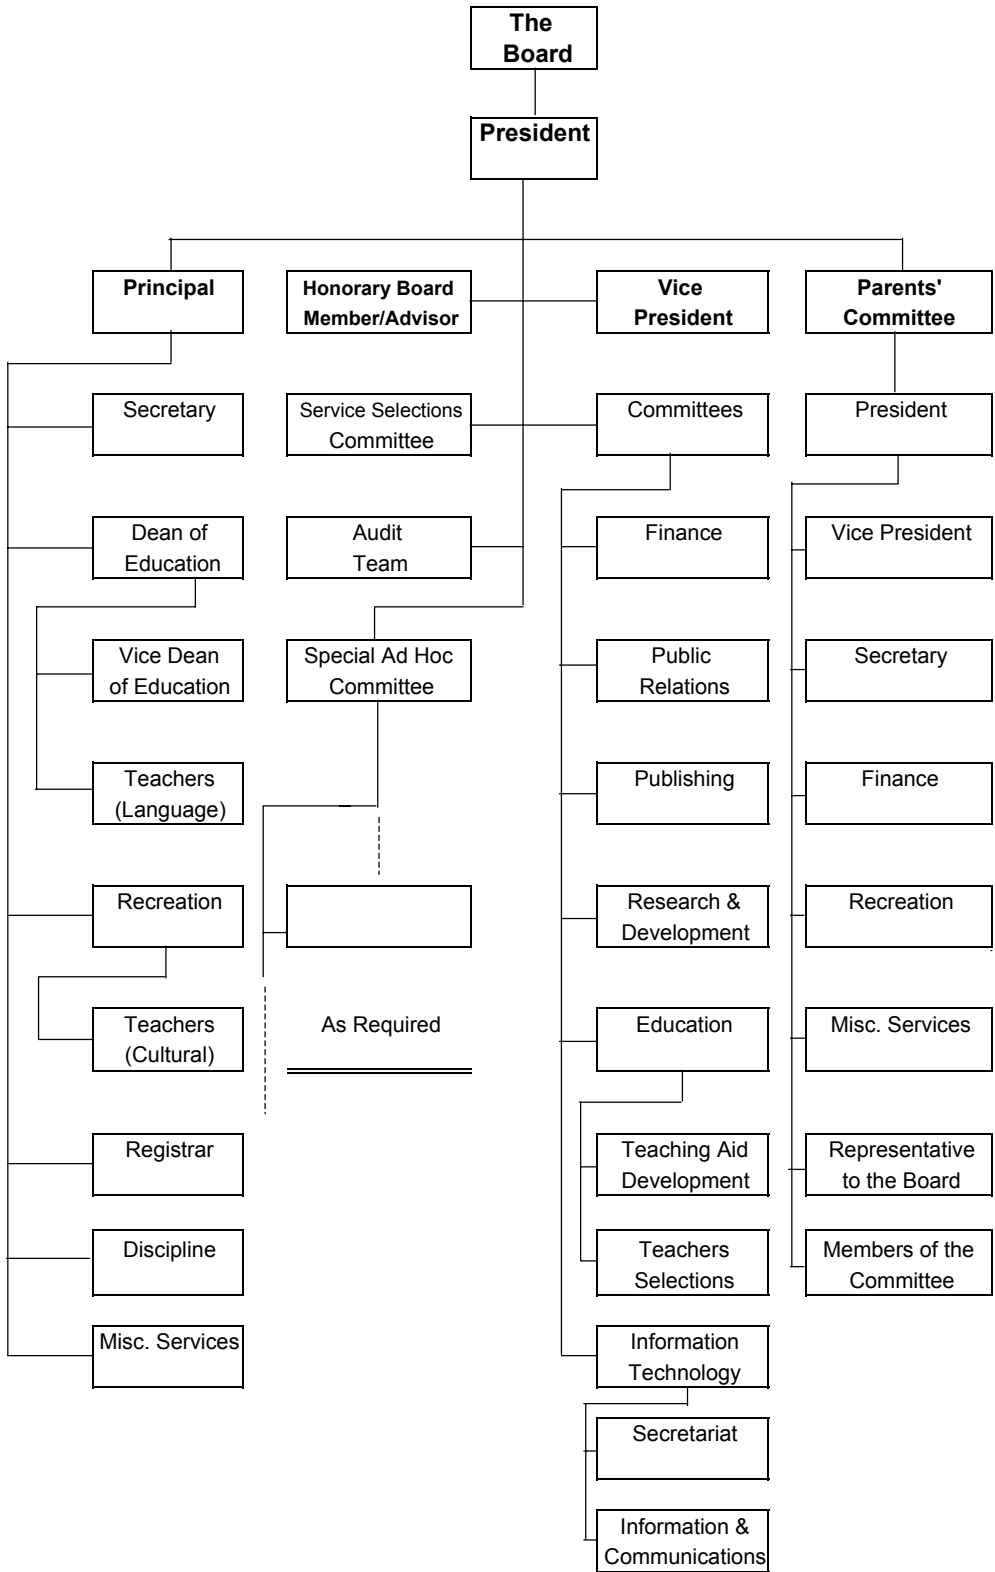 The
Board
President
Principal
Honorary Board
Member/Advisor
Vice
President
Parents'
Committee
Secretary
Service Selections
Committee
Committees
President
Dean of
Education
Audit
Team
Finance
Vice President
Vice Dean
of Education
Special Ad Hoc
Committee
Public
Relations
Secretary
Teachers
(Language)
Publishing
Finance
Recreation
Research &
Development
Recreation
Teachers
(Cultural)
As Required
Education
Misc. Services
Registrar
Teaching Aid
Development
Representative
to the Board
Discipline
Teachers
Selections
Members of the
Committee
Misc. Services
Information
Technology
Secretariat
Information &
Communications